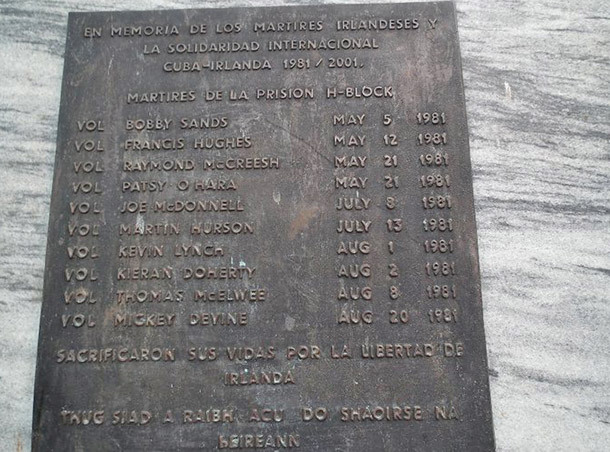 EN MEMORIA DE LOS MARTIRES IRLANDESES Y
LA SOLIDARIDAD INTERNACIONAL
CUBA-IRLANDA 1981/2001.
MARTIRES DE LA PRISION H-BLOCK
VOL BOBBY SANDS MAY 5 1981
VOL FRANCIS HUGHES MAY 12 1981
VOL RAYMOND McCREESH MAY 21 1981
VOL PATSY O'HARA MAY 21 1981
VOL JOE McDONNELL JULY 8 1981
VOL MARTIN HURSON JULY 13 1981
VOL KEVIN LYNCH AUG 1 1981
VOL KIERAN DOHERTY AUG 2 1981
VOL THOMAS McELWEE AUG 8 1981
VOL MICKEY DEVINE AUG 20 1981
SACRIFICARON SUS VIDAS POR LA LIBERTAD DE
IRLANDA
THUG SIAD A RAIBH ACU DO SHAOIRSE NA
hEIREANN